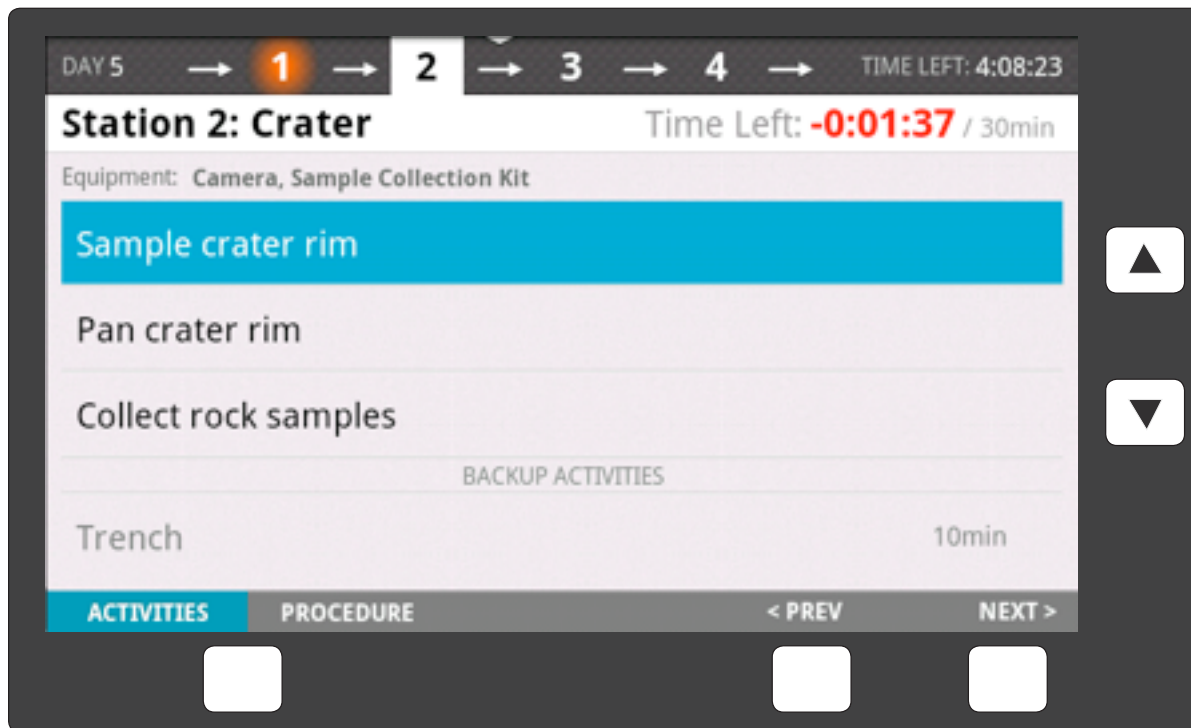 DAY 5 → 1 → 2 → 3 → 4 → TIME LEFT: 4:08:23
Station 2: Crater Time Left: -0:01:37 / 30min
Equipment: Camera, Sample Collection Kit
Sample crater rim
Pan crater rim
Collect rock samples
BACKUP ACTIVITIES
Trench 10min
ACTIVITIES PROCEDURE < PREV NEXT >